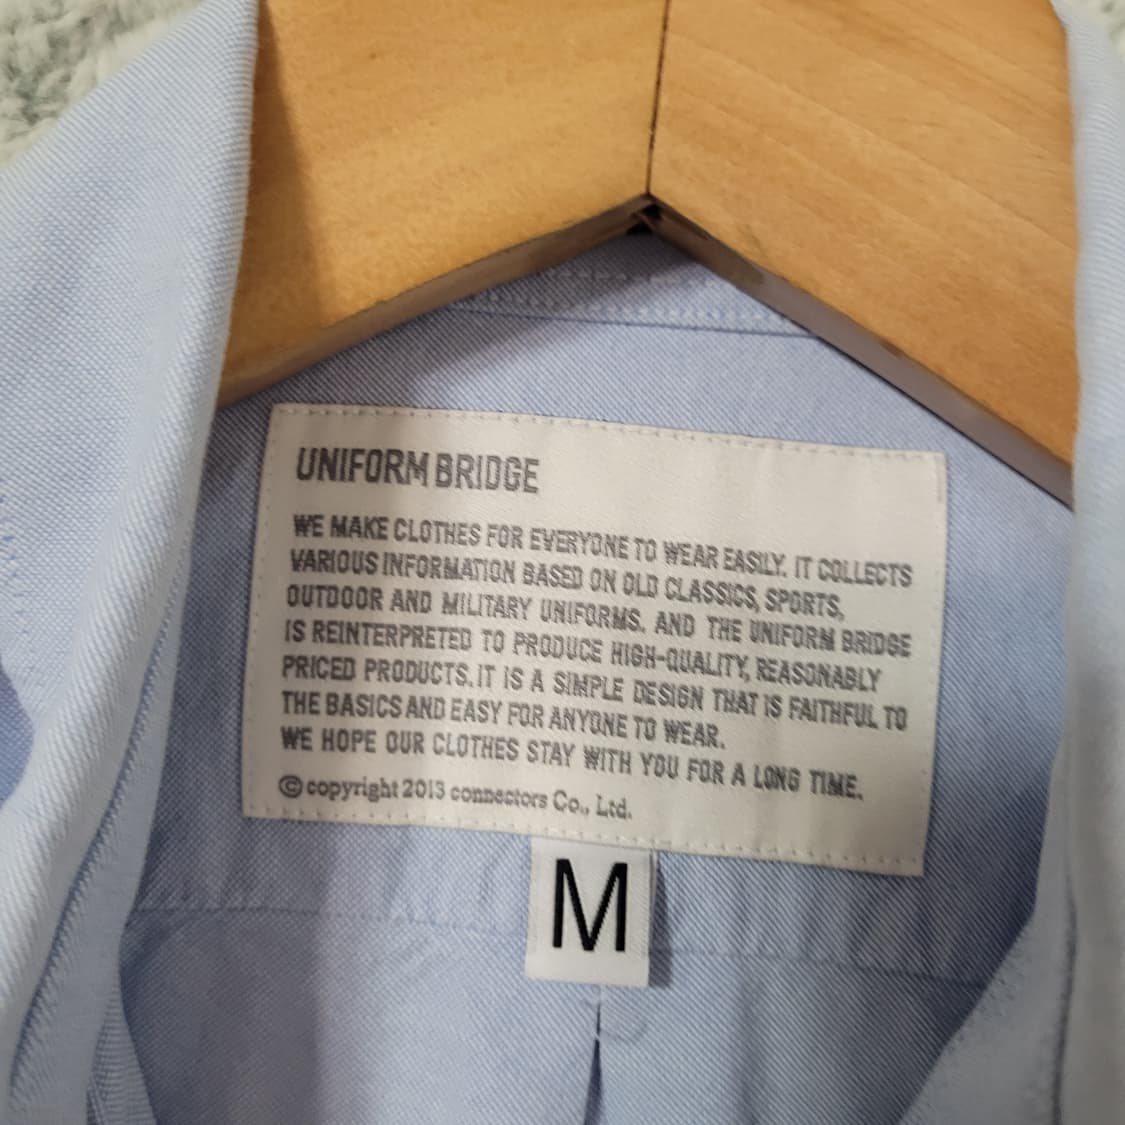 UNIFORM BRIDGE
WE MAKE CLOTHES FOR EVERYONE TO WEAR EASILY. IT COLLECTS
VARIOUS INFORMATION BASED ON OLD CLASSICS, SPORTS,
OUTDOOR AND MILITARY UNIFORMS. AND THE UNIFORM BRIDGE
IS REINTERPRETED TO PRODUCE HIGH-QUALITY, REASONABLY
PRICED PRODUCTS. IT IS A SIMPLE DESIGN THAT IS FAITHFUL TO
THE BASICS AND EASY FOR ANYONE TO WEAR.
WE HOPE OUR CLOTHES STAY WITH YOU FOR A LONG TIME.
© copyright 2013 connectors Co., Ltd.
M